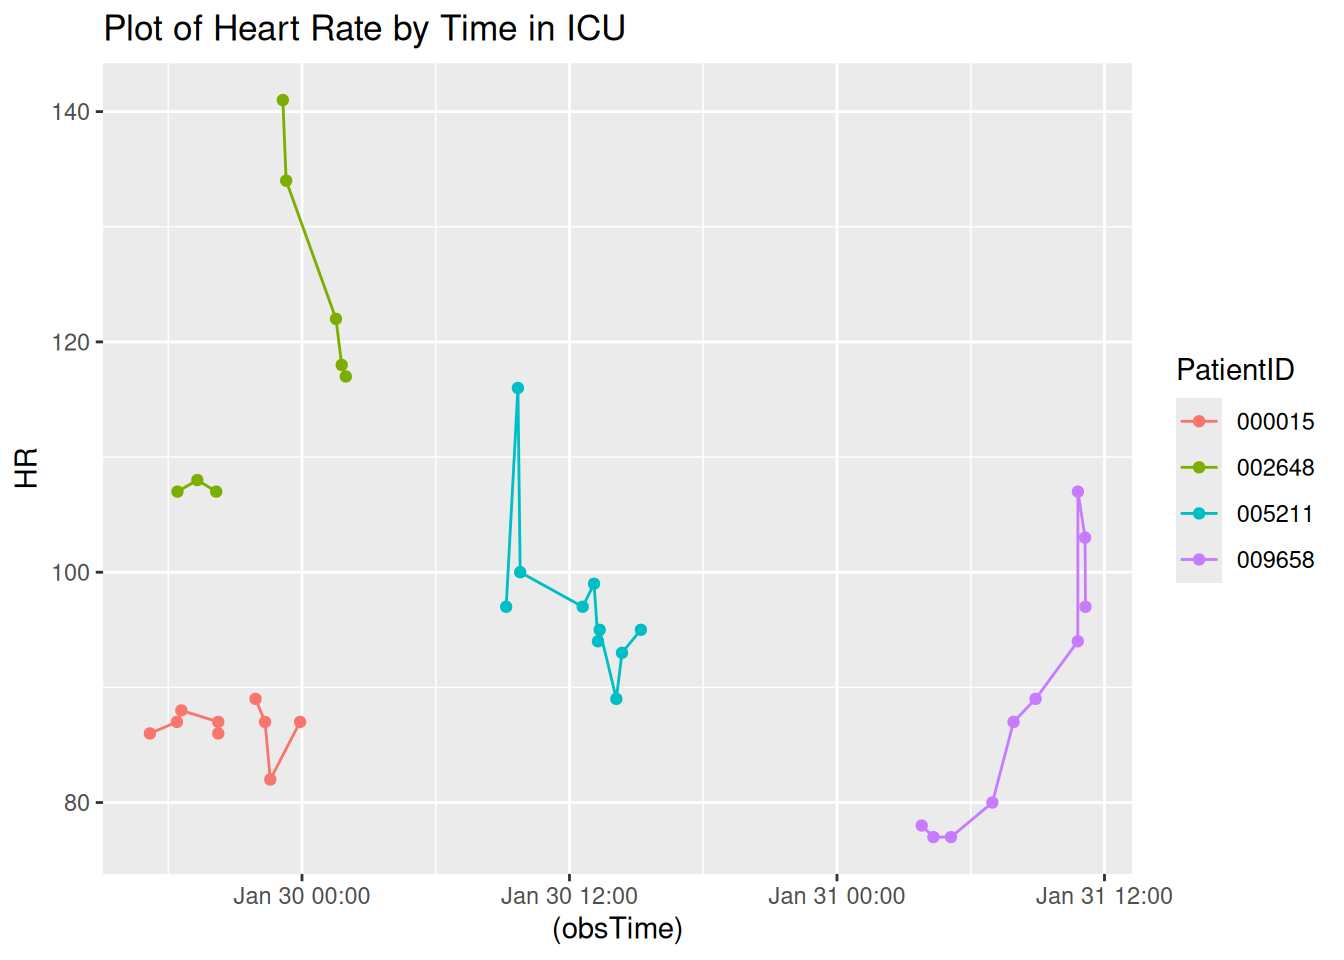 Plot of Heart Rate by Time in ICU
140
120
100
80
HR
Jan 30 00:00
Jan 30 12:00
Jan 31 00:00
Jan 31 12:00
(obsTime)
PatientID
000015
002648
005211
009658